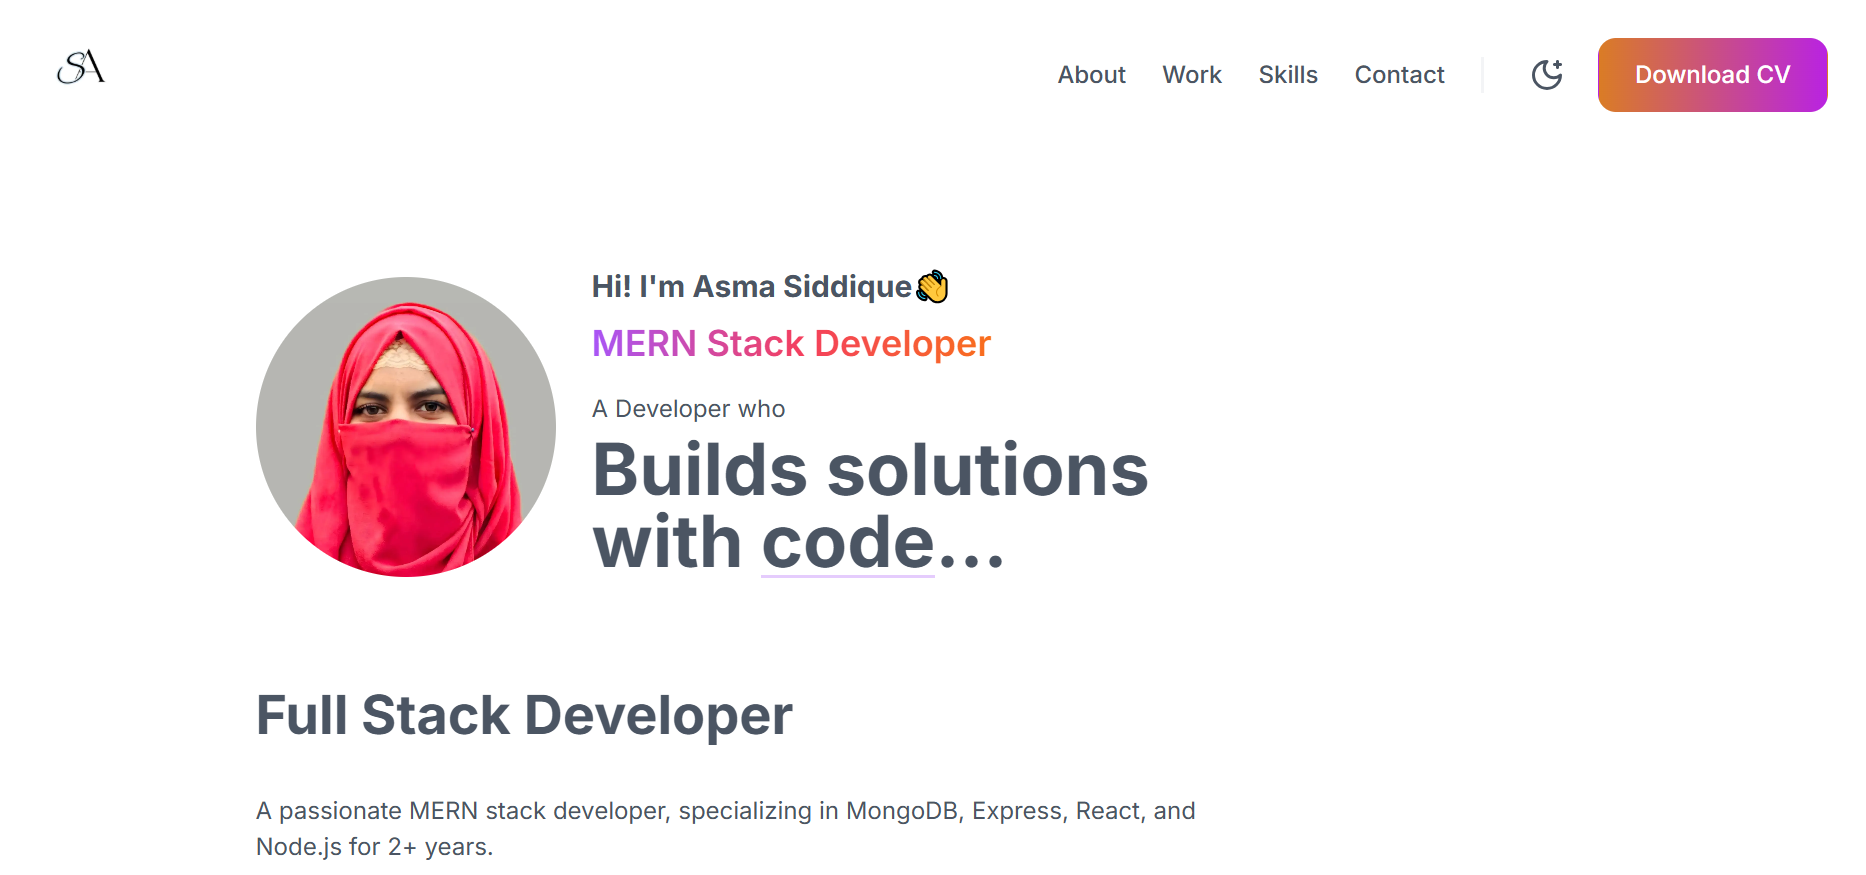 SA
About
Work
Skills
Contact
Download CV
Hi! I'm Asma Siddique👋
MERN Stack Developer
A Developer who
Builds solutions
with code...
Full Stack Developer
A passionate MERN stack developer, specializing in MongoDB, Express, React, and
Node.js for 2+ years.